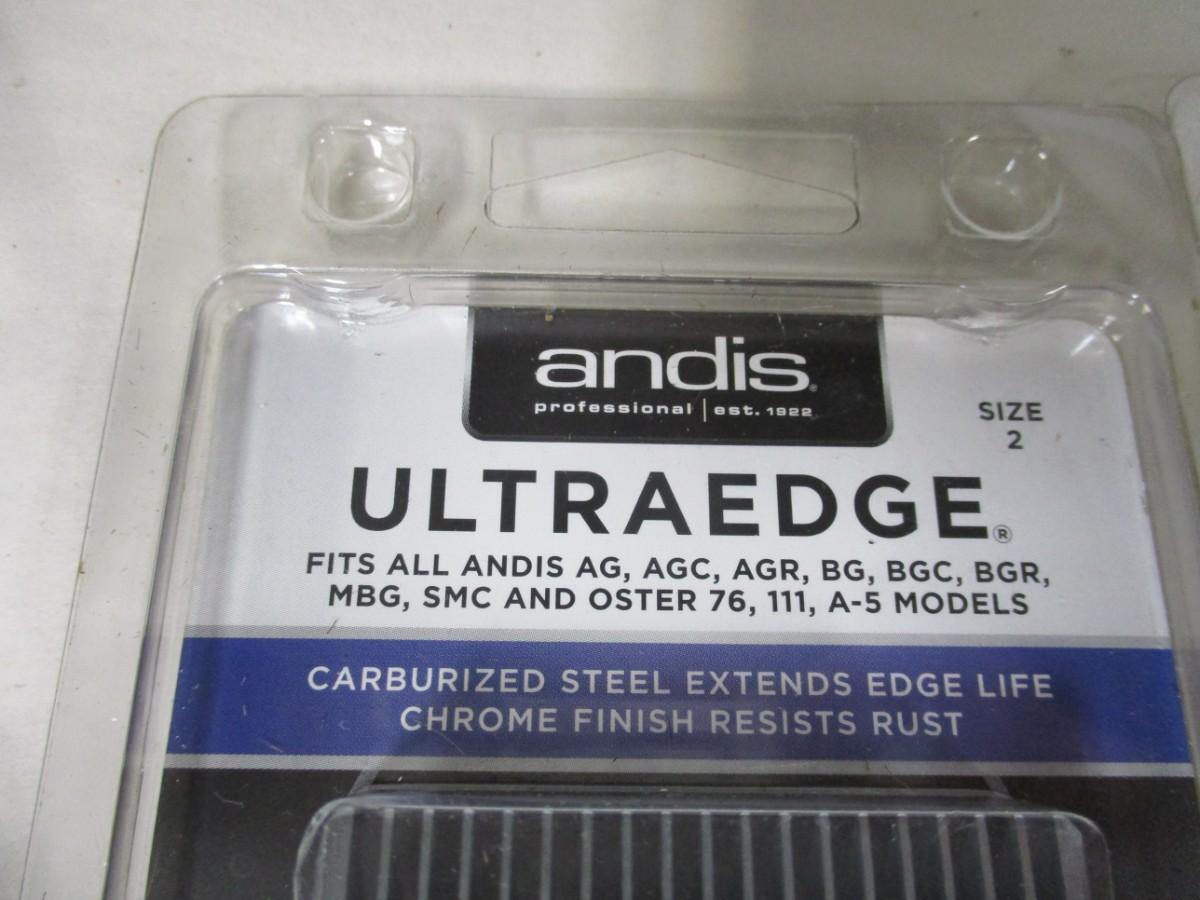 andis®
professional | est. 1922
SIZE
2
ULTRAEDGE®
FITS ALL ANDIS AG, AGC, AGR, BG, BGC, BGR,
MBG, SMC AND OSTER 76, 111, A-5 MODELS
CARBURIZED STEEL EXTENDS EDGE LIFE
CHROME FINISH RESISTS RUST